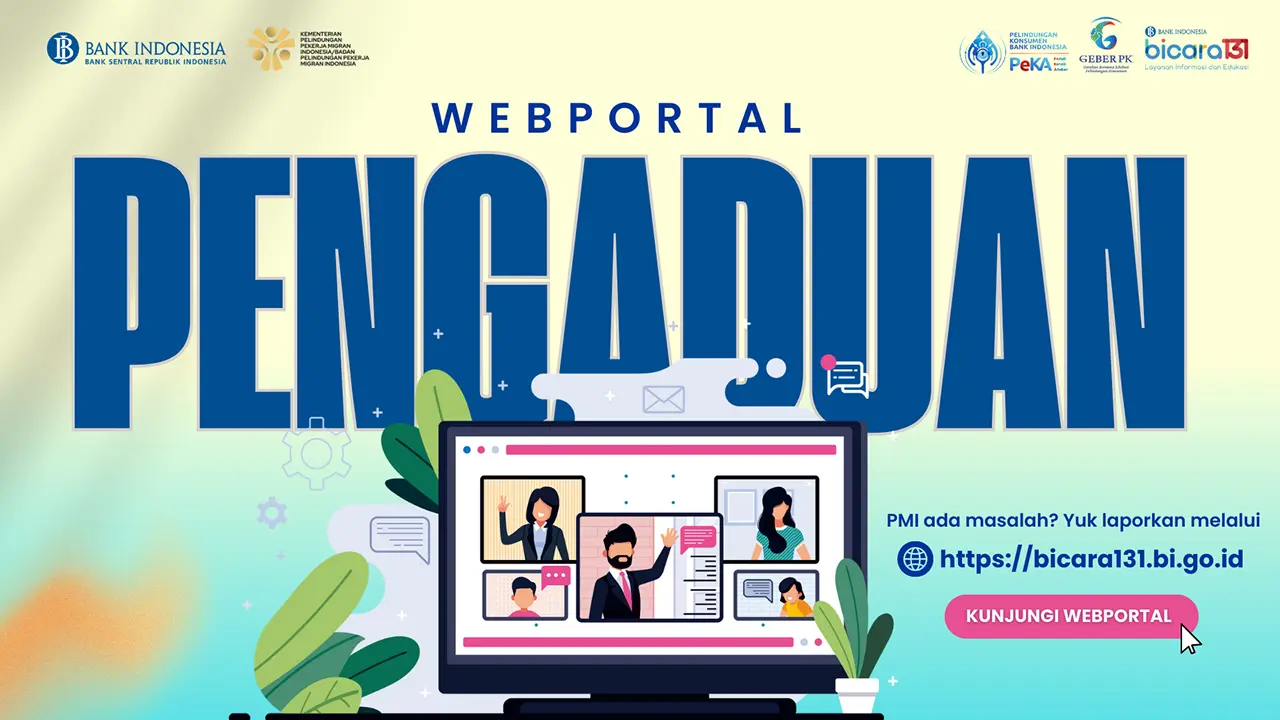 BANK INDONESIA
BANK SENTRAL REPUBLIK INDONESIA
KEMENTERIAN
PELINDUNGAN
PEKERJA MIGRAN
INDONESIA/BADAN
PELINDUNGAN PEKERJA
MIGRAN INDONESIA
PELINDUNGAN
KONSUMEN
BANK INDONESIA
PeKA
GEBER PK
BANK INDONESIA
bicara131
Layanan Informasi dan Edukasi
WEBPORTAL
PENGADUAN
PMI ada masalah? Yuk laporkan melalui
https://bicara131.bi.go.id
KUNJUNGI WEBPORTAL